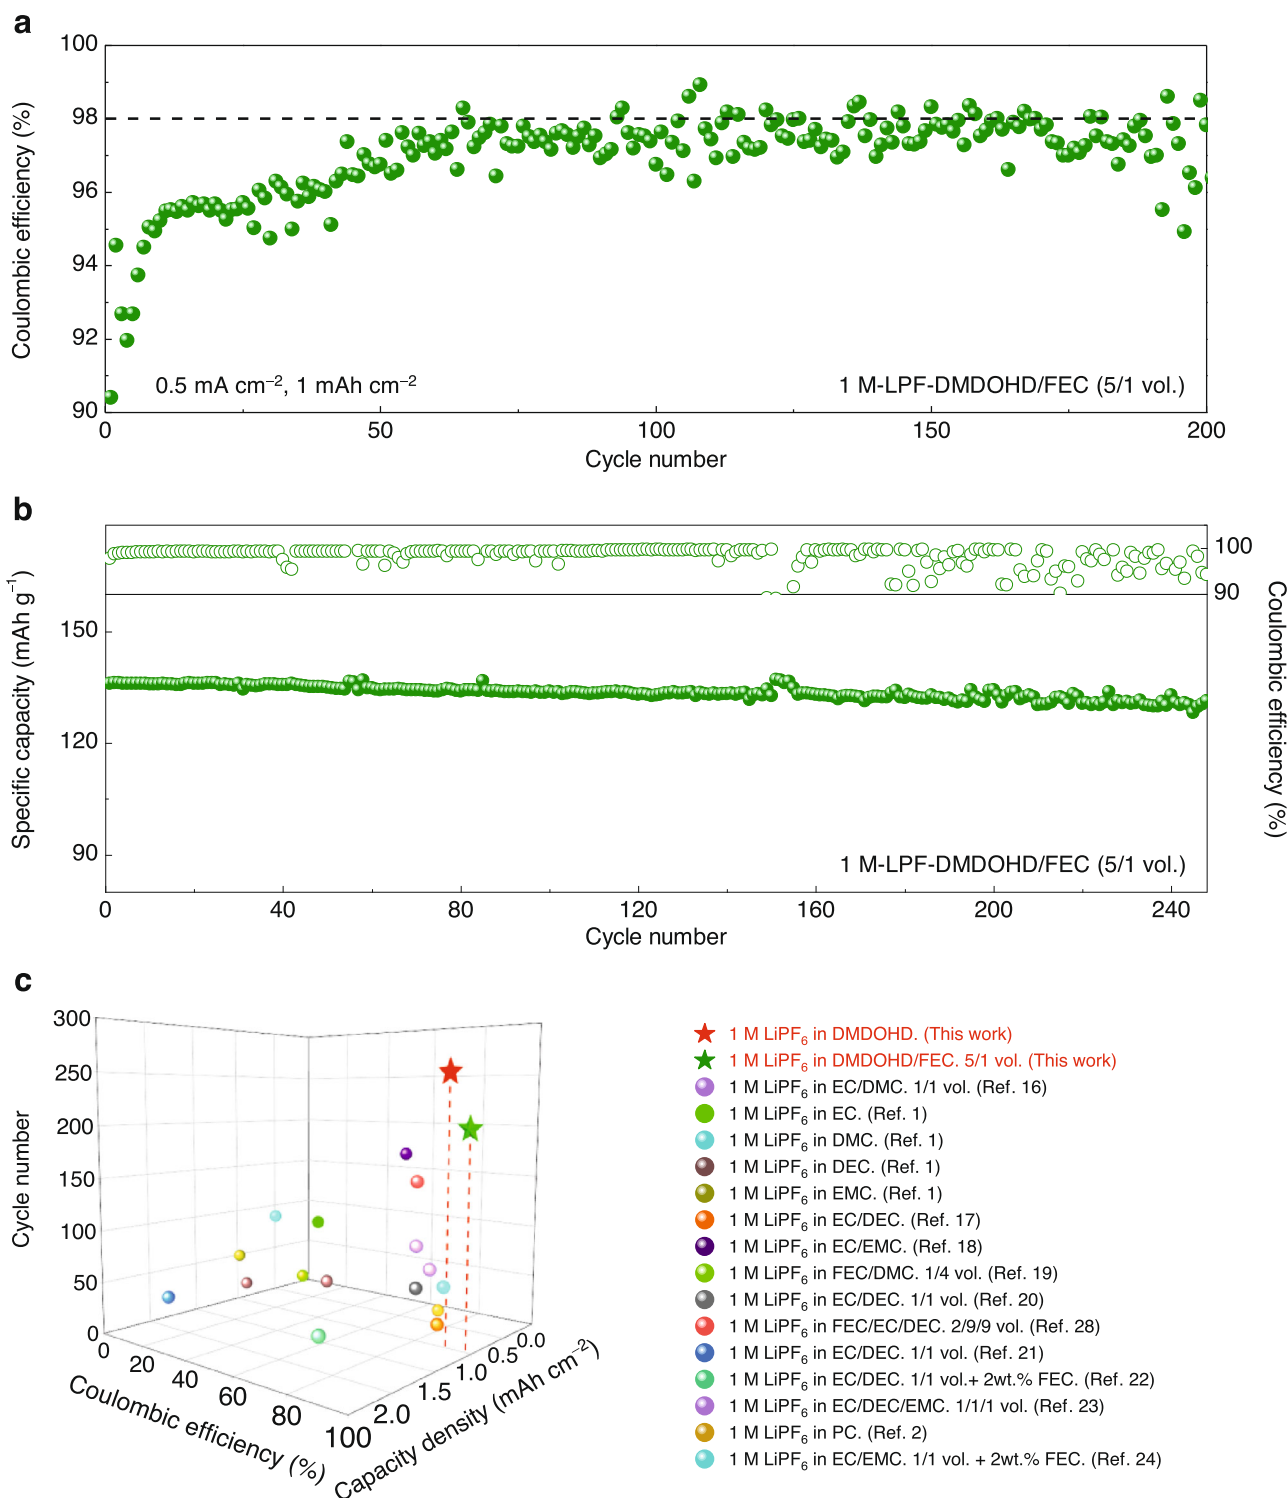 a
100
98
96
94
92
90
Coulombic efficiency (%)
0.5 mA cm⁻², 1 mAh cm⁻²
1 M-LPF-DMDOHD/FEC (5/1 vol.)
0 50 100 150 200
Cycle number
b
150
120
90
Specific capacity (mAh g⁻¹)
100
90
Coulombic efficiency (%)
1 M-LPF-DMDOHD/FEC (5/1 vol.)
0 40 80 120 160 200 240
Cycle number
c
300
250
200
150
100
50
0
Cycle number
0 20 40 60 80 100
Coulombic efficiency (%)
2.0 1.5 1.0 0.5 0.0
Capacity density (mAh cm⁻²)
1 M LiPF₆ in DMDOHD. (This work)
1 M LiPF₆ in DMDOHD/FEC. 5/1 vol. (This work)
1 M LiPF₆ in EC/DMC. 1/1 vol. (Ref. 16)
1 M LiPF₆ in EC. (Ref. 1)
1 M LiPF₆ in DMC. (Ref. 1)
1 M LiPF₆ in DEC. (Ref. 1)
1 M LiPF₆ in EMC. (Ref. 1)
1 M LiPF₆ in EC/DEC. (Ref. 17)
1 M LiPF₆ in EC/EMC. (Ref. 18)
1 M LiPF₆ in FEC/DMC. 1/4 vol. (Ref. 19)
1 M LiPF₆ in EC/DEC. 1/1 vol. (Ref. 20)
1 M LiPF₆ in FEC/EC/DEC. 2/9/9 vol. (Ref. 28)
1 M LiPF₆ in EC/DEC. 1/1 vol. (Ref. 21)
1 M LiPF₆ in EC/DEC. 1/1 vol.+ 2wt.% FEC. (Ref. 22)
1 M LiPF₆ in EC/DEC/EMC. 1/1/1 vol. (Ref. 23)
1 M LiPF₆ in PC. (Ref. 2)
1 M LiPF₆ in EC/EMC. 1/1 vol. + 2wt.% FEC. (Ref. 24)